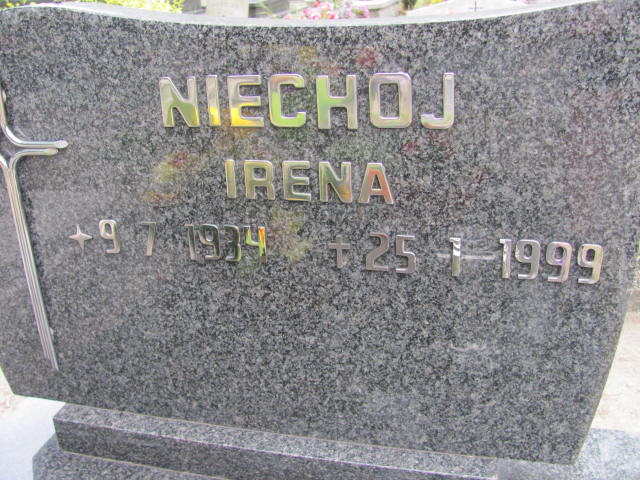 NIECHOJ
IRENA
9 7 1934 + 25 - 1 - 1999